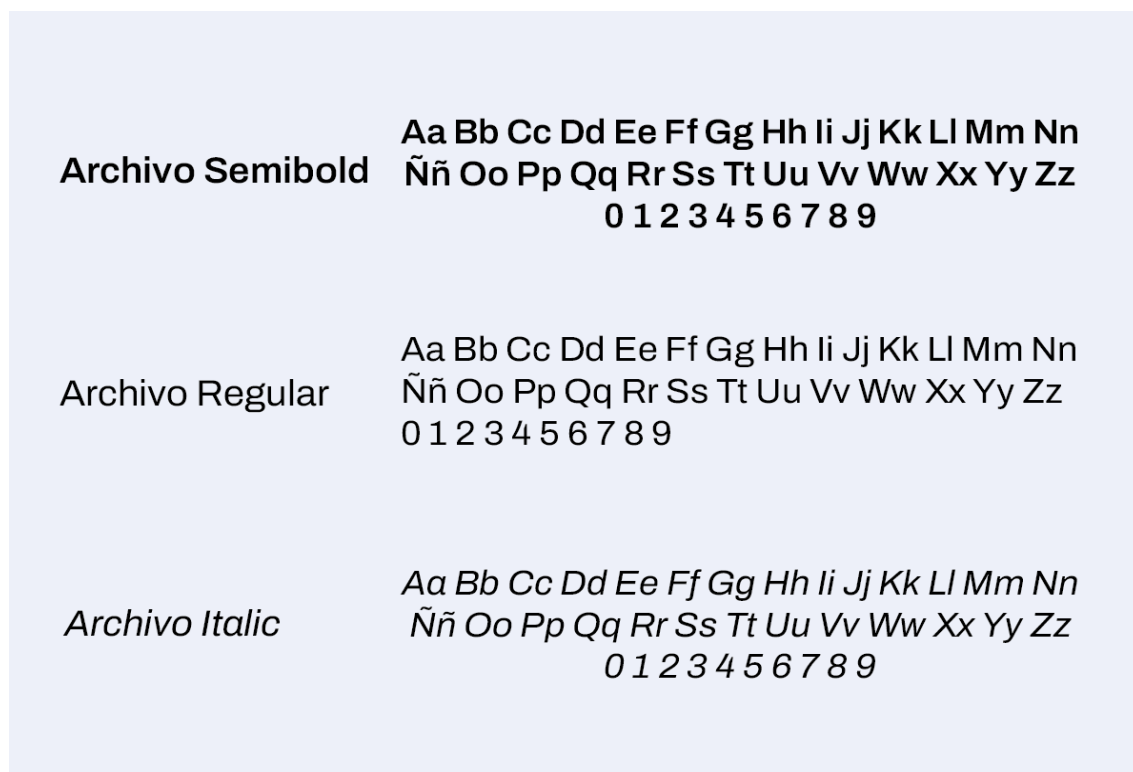 Archivo Semibold
Aa Bb Cc Dd Ee Ff Gg Hh Ii Jj Kk Ll Mm Nn
Ññ Oo Pp Qq Rr Ss Tt Uu Vv Ww Xx Yy Zz
0 1 2 3 4 5 6 7 8 9
Archivo Regular
Aa Bb Cc Dd Ee Ff Gg Hh Ii Jj Kk Ll Mm Nn
Ññ Oo Pp Qq Rr Ss Tt Uu Vv Ww Xx Yy Zz
0 1 2 3 4 5 6 7 8 9
Archivo Italic
Aa Bb Cc Dd Ee Ff Gg Hh Ii Jj Kk Ll Mm Nn
Ññ Oo Pp Qq Rr Ss Tt Uu Vv Ww Xx Yy Zz
0 1 2 3 4 5 6 7 8 9